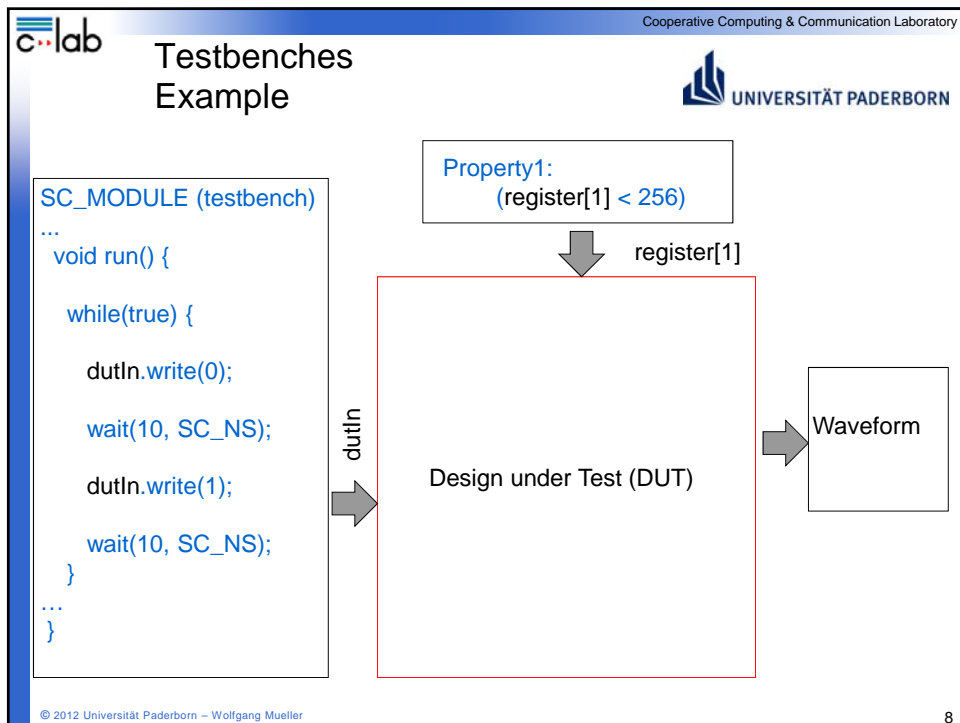 Cooperative Computing & Communication Laboratory
c lab
Testbenches
Example
UNIVERSITÄT PADERBORN
SC_MODULE (testbench)
...
void run() {
while(true) {
dutIn.write(0);
wait(10, SC_NS);
dutIn.write(1);
wait(10, SC_NS);
}
…
}
dutIn
Property1:
(register[1] < 256)
register[1]
Design under Test (DUT)
Waveform
© 2012 Universität Paderborn – Wolfgang Mueller
8